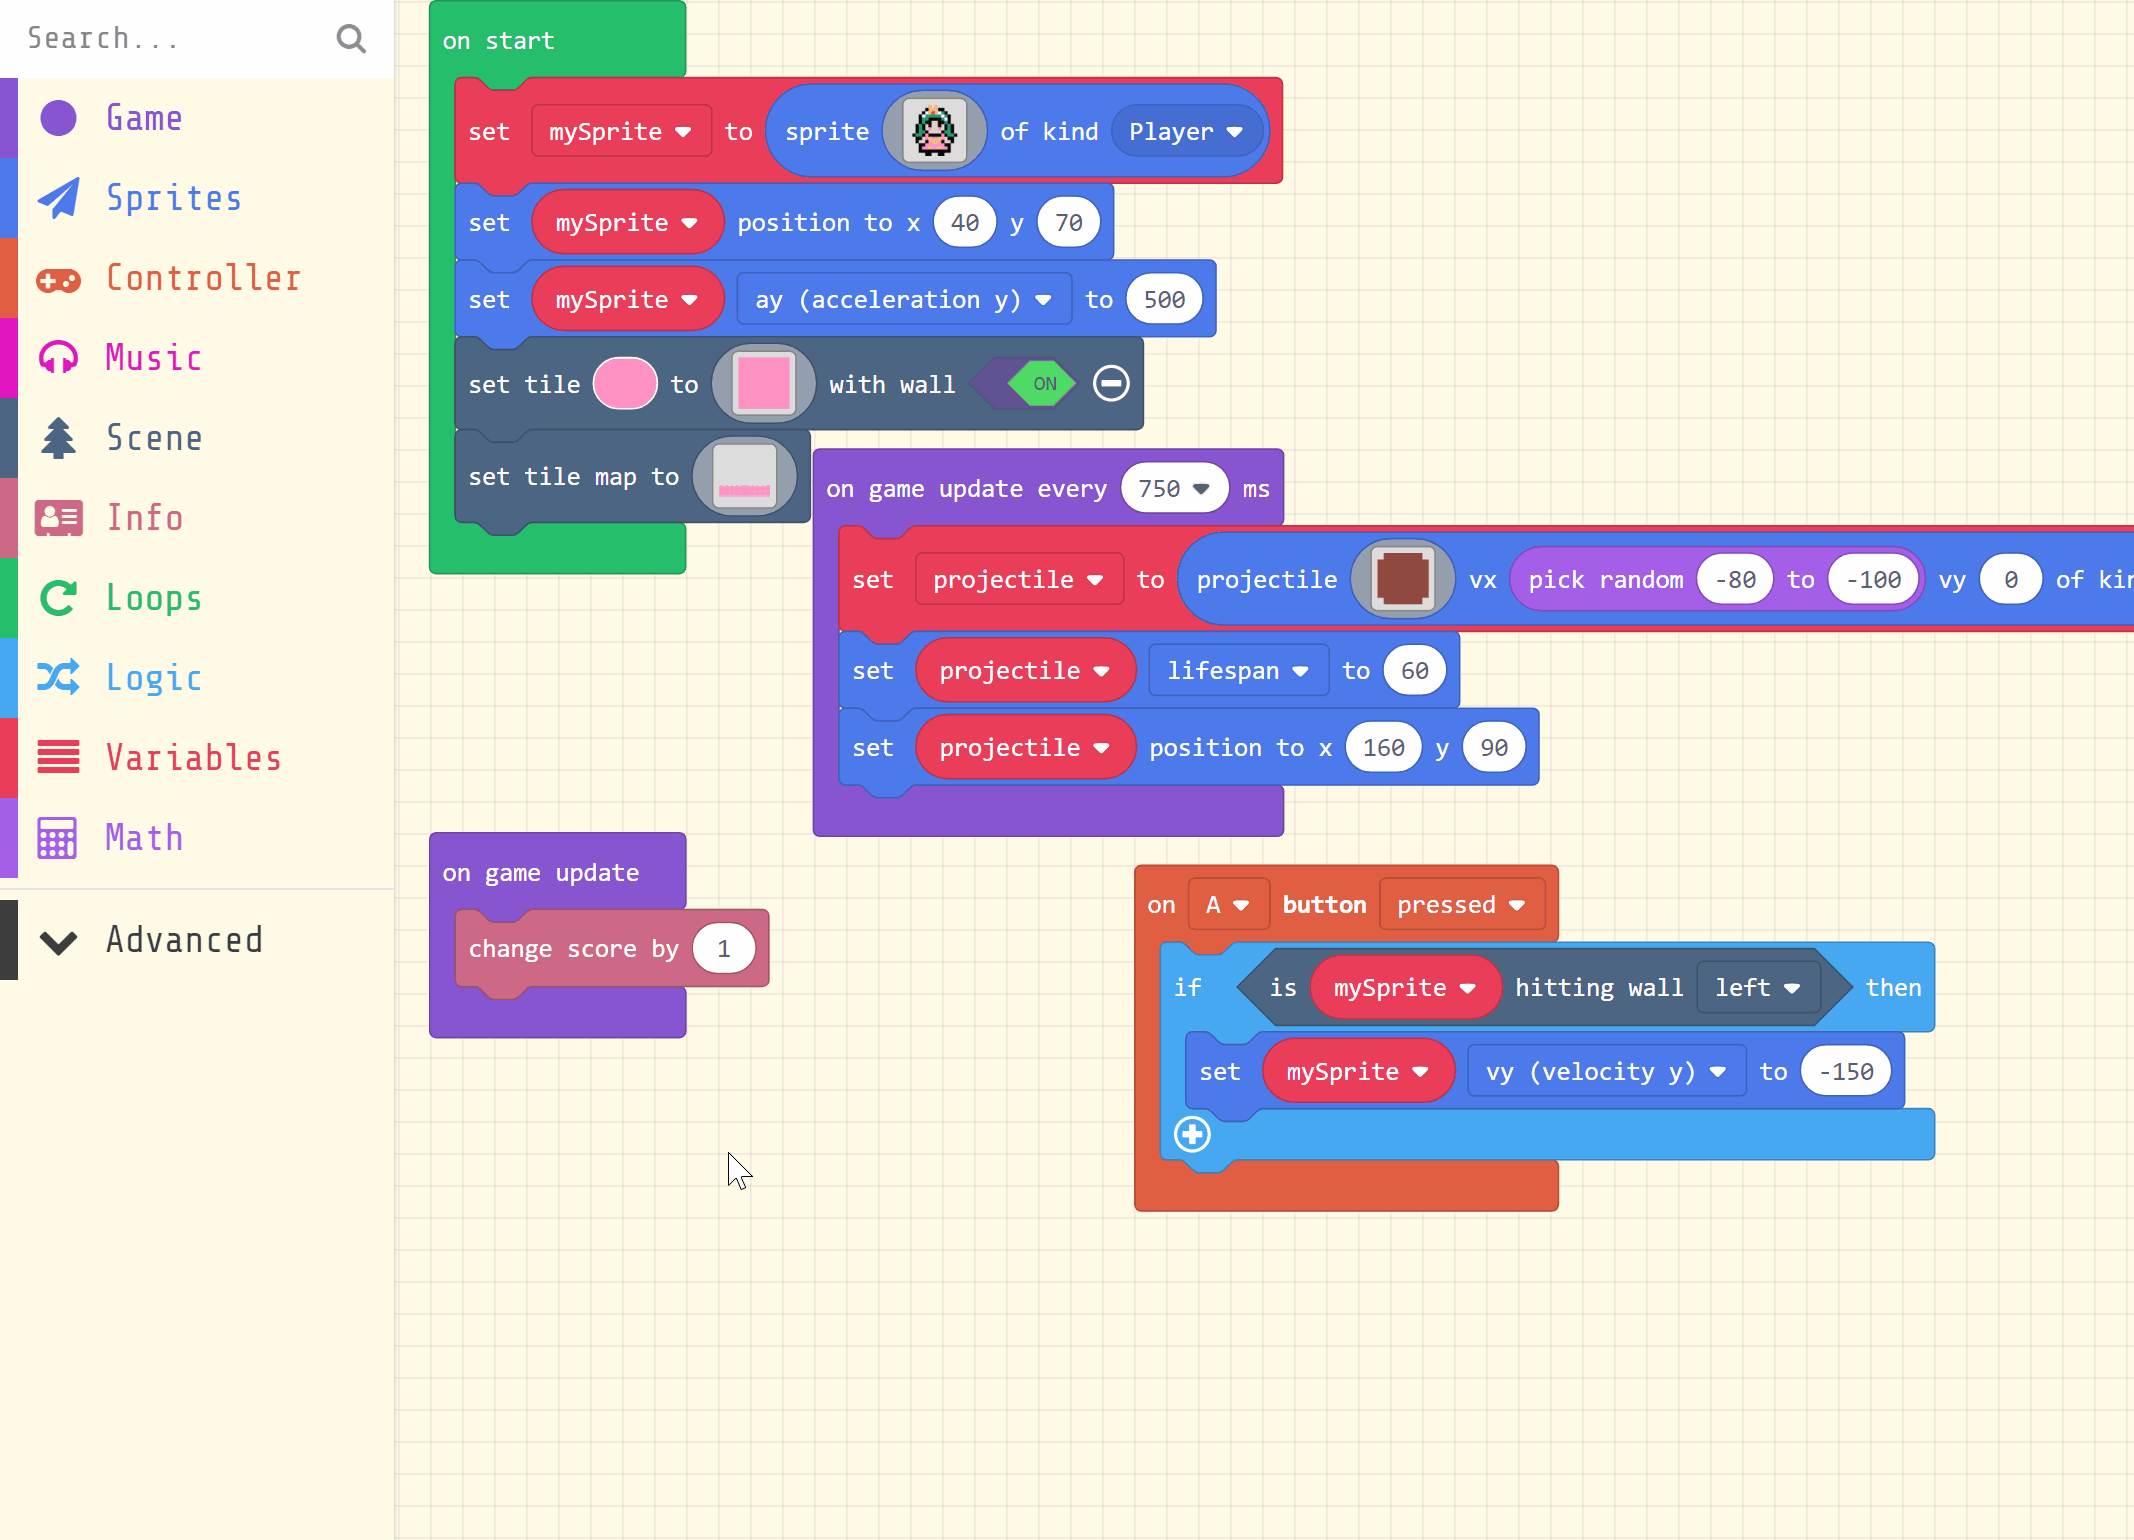 Search...
Game
Sprites
Controller
Music
Scene
Info
Loops
Logic
Variables
Math
Advanced
on start
set mySprite to sprite of kind Player
set mySprite position to x 40 y 70
set mySprite ay (acceleration y) to 500
set tile to with wall ON
set tile map to
on game update every 750 ms
set projectile to projectile vx pick random -80 to -100 vy 0 of kin
set projectile lifespan to 60
set projectile position to x 160 y 90
on game update
change score by 1
on A button pressed
if is mySprite hitting wall left then
set mySprite vy (velocity y) to -150